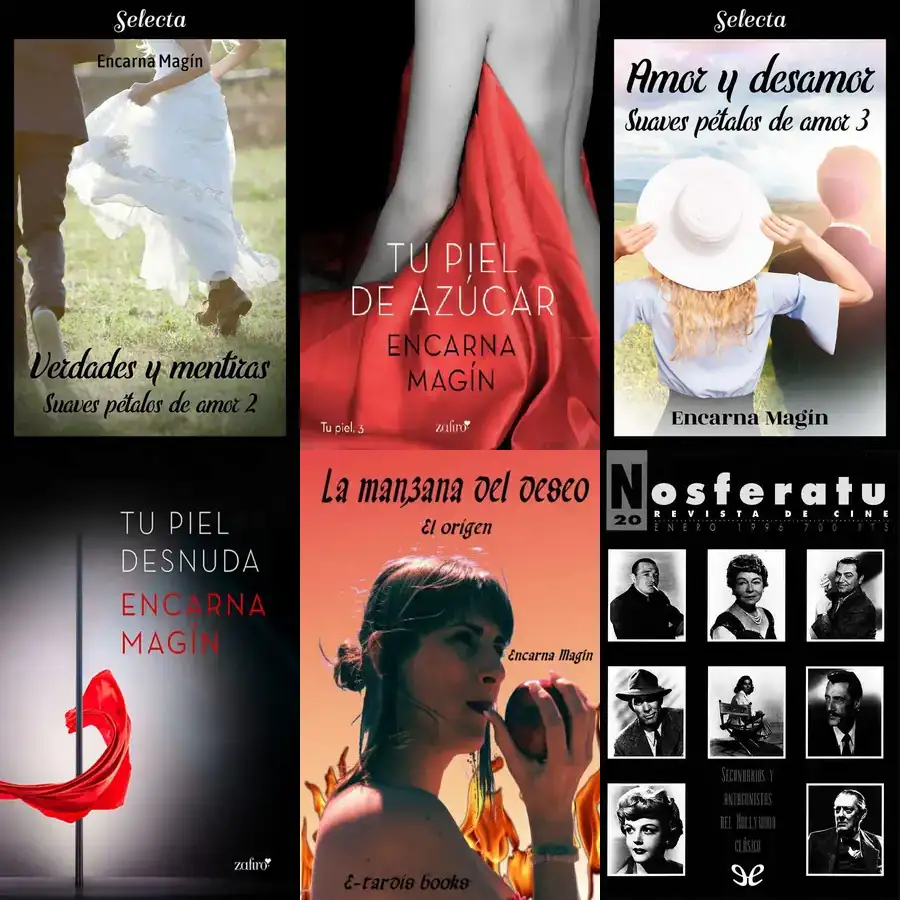 Selecta
Encarna Magín
Verdades y mentiras
Suaves pétalos de amor 2
TU PIEL
DE AZÚCAR
ENCARNA
MAGÍN
Tu piel, 3
zafiro
Selecta
Amor y desamor
Suaves pétalos de amor 3
Encarna Magín
TU PIEL
DESNUDA
ENCARNA
MAGÍN
zafiro
La manzana del deseo
El origen
Encarna Magín
E-tardis books
Nosferatu
20
REVISTA DE CINE
ENERO 1996 700 PTS
Secundarios y
antagonistas
del Hollywood
clásico